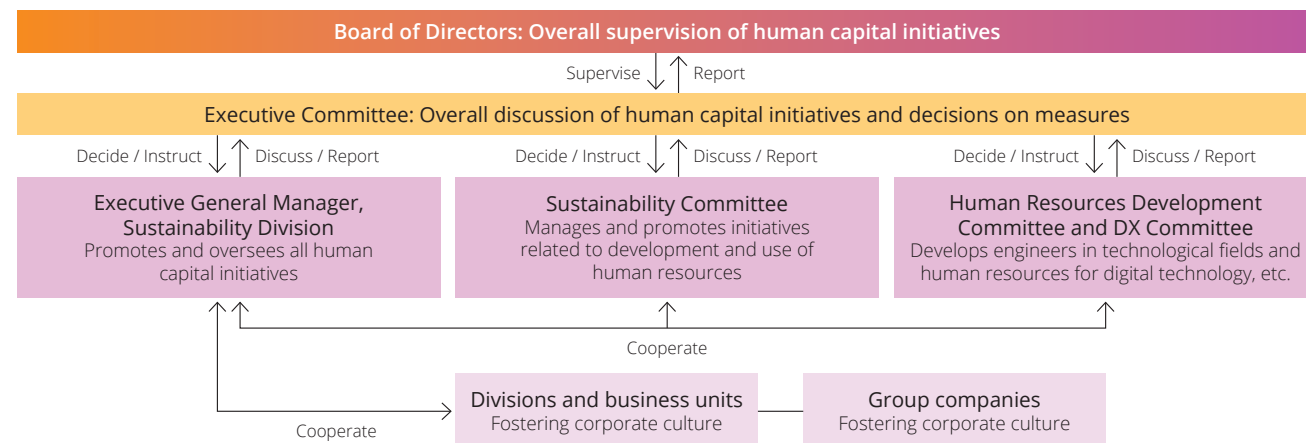 Board of Directors: Overall supervision of human capital initiatives
Supervise
Report
Executive Committee: Overall discussion of human capital initiatives and decisions on measures
Decide / Instruct
Discuss / Report
Decide / Instruct
Discuss / Report
Decide / Instruct
Discuss / Report
Executive General Manager,
Sustainability Division
Promotes and oversees all human
capital initiatives
Sustainability Committee
Manages and promotes initiatives
related to development and use of
human resources
Human Resources Development
Committee and DX Committee
Develops engineers in technological fields and
human resources for digital technology, etc.
Cooperate
Divisions and business units
Fostering corporate culture
Group companies
Fostering corporate culture
Cooperate